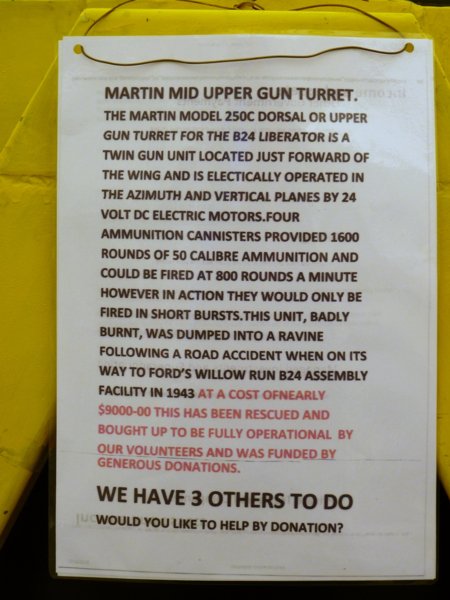 MARTIN MID UPPER GUN TURRET.
THE MARTIN MODEL 250C DORSAL OR UPPER
GUN TURRET FOR THE B24 LIBERATOR IS A
TWIN GUN UNIT LOCATED JUST FORWARD OF
THE WING AND IS ELECTICALLY OPERATED IN
THE AZIMUTH AND VERTICAL PLANES BY 24
VOLT DC ELECTRIC MOTORS.FOUR
AMMUNITION CANNISTERS PROVIDED 1600
ROUNDS OF 50 CALIBRE AMMUNITION AND
COULD BE FIRED AT 800 ROUNDS A MINUTE
HOWEVER IN ACTION THEY WOULD ONLY BE
FIRED IN SHORT BURSTS.THIS UNIT, BADLY
BURNT, WAS DUMPED INTO A RAVINE
FOLLOWING A ROAD ACCIDENT WHEN ON ITS
WAY TO FORD'S WILLOW RUN B24 ASSEMBLY
FACILITY IN 1943 AT A COST OFNEARLY
$9000-00 THIS HAS BEEN RESCUED AND
BOUGHT UP TO BE FULLY OPERATIONAL BY
OUR VOLUNTEERS AND WAS FUNDED BY
GENEROUS DONATIONS.
WE HAVE 3 OTHERS TO DO
WOULD YOU LIKE TO HELP BY DONATION?